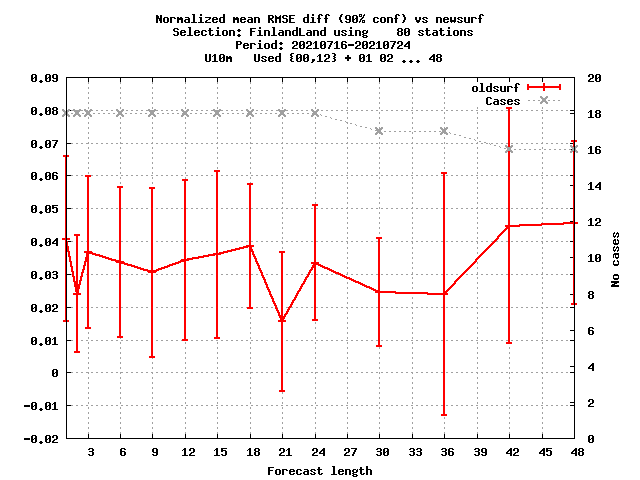 Normalized mean RMSE diff (90% conf) vs newsurf
Selection: FinlandLand using    80 stations
Period: 20210716-20210724
U10m   Used {00,12} + 01 02 ... 48
oldsurf
Cases
0.09
0.08
0.07
0.06
0.05
0.04
0.03
0.02
0.01
0
-0.01
-0.02
20
18
16
14
12
10
8
6
4
2
0
No cases
3 6 9 12 15 18 21 24 27 30 33 36 39 42 45 48
Forecast length